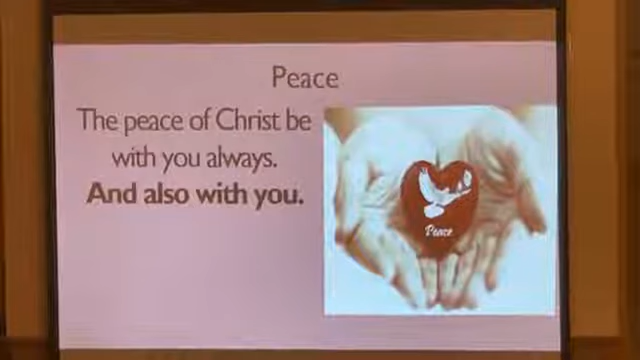 Peace
The peace of Christ be
with you always.
And also with you.
Peace